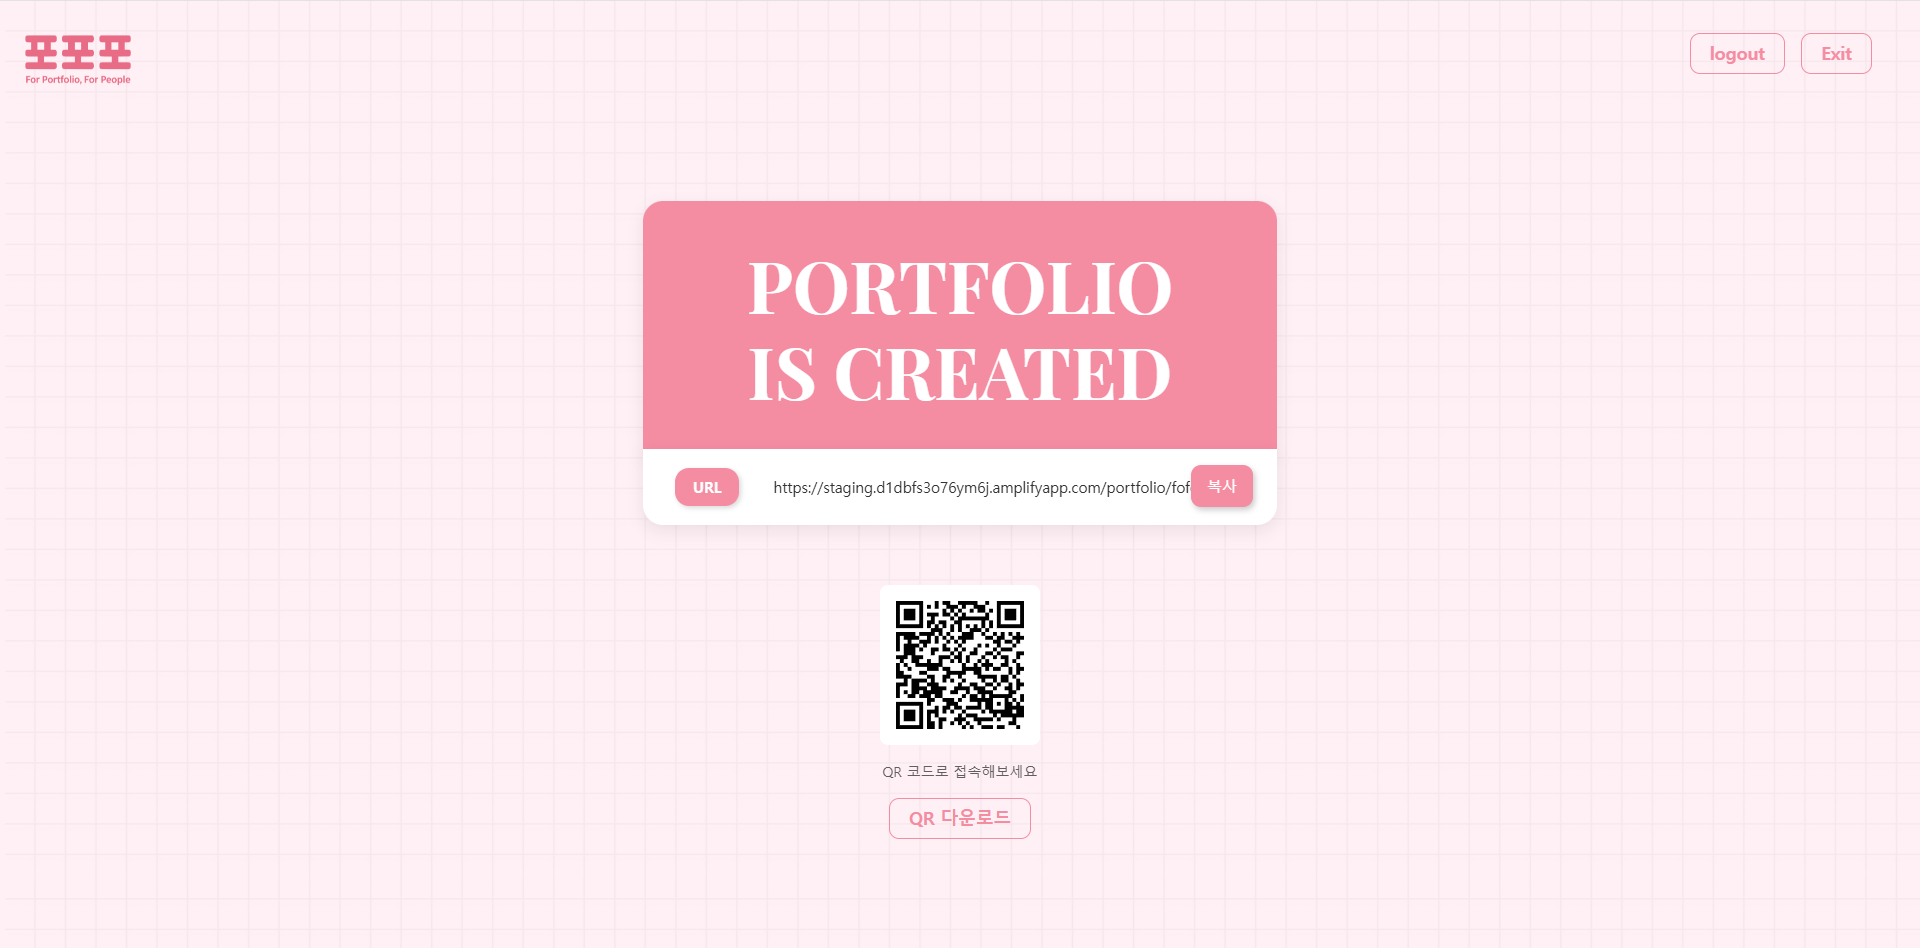 포포포
For Portfolio, For People
logout
Exit
PORTFOLIO
IS CREATED
URL
https://staging.d1dbfs3o76ym6j.amplifyapp.com/portfolio/fof
복사
QR 코드로 접속해보세요
QR 다운로드